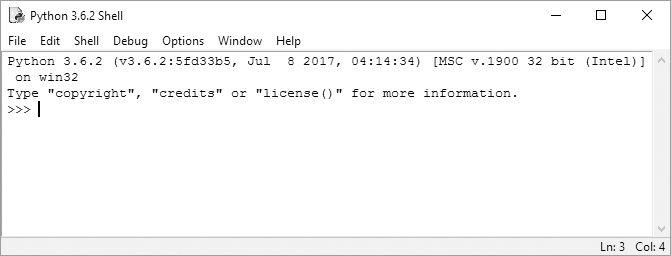 Python 3.6.2 Shell
File Edit Shell Debug Options Window Help
Python 3.6.2 (v3.6.2:5fd33b5, Jul  8 2017, 04:14:34) [MSC v.1900 32 bit (Intel)]
 on win32
Type "copyright", "credits" or "license()" for more information.
>>>
Ln: 3 Col: 4